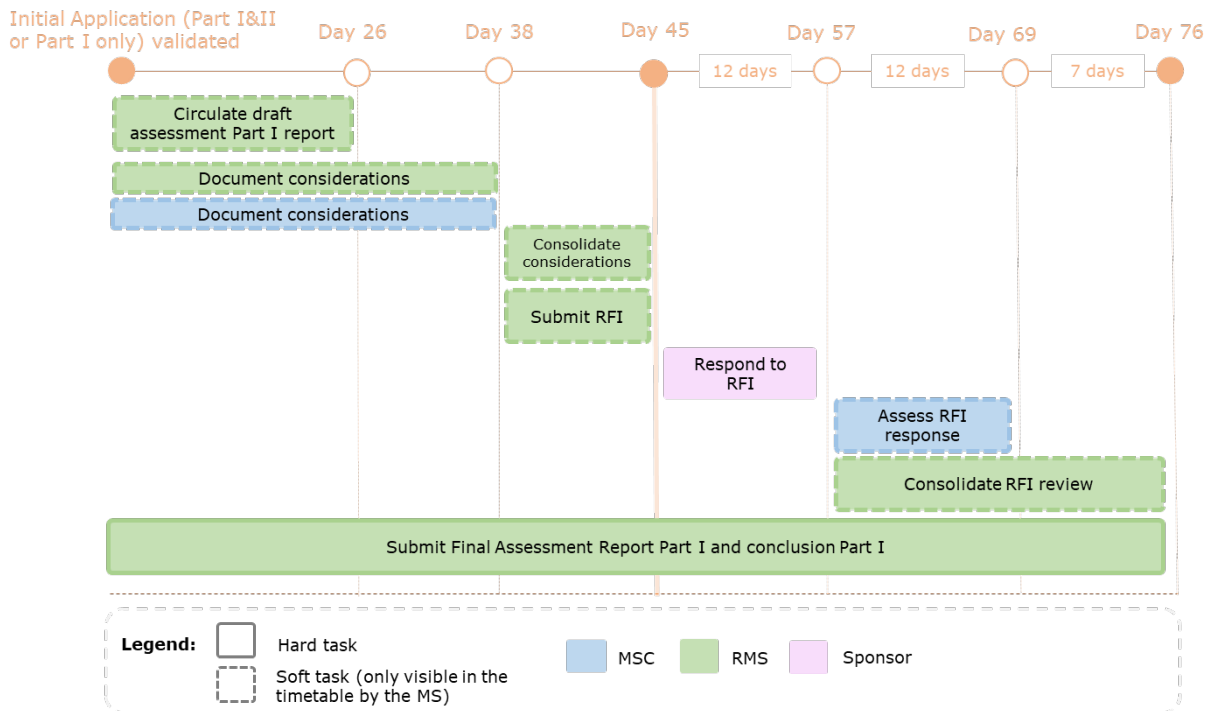 Initial Application (Part I&II
or Part I only) validated
Day 26
Day 38
Day 45
Day 57
Day 69
Day 76
12 days
12 days
7 days
Circulate draft
assessment Part I report
Document considerations
Document considerations
Consolidate
considerations
Submit RFI
Respond to
RFI
Assess RFI
response
Consolidate RFI review
Submit Final Assessment Report Part I and conclusion Part I
Legend:
Hard task
Soft task (only visible in the
timetable by the MS)
MSC
RMS
Sponsor